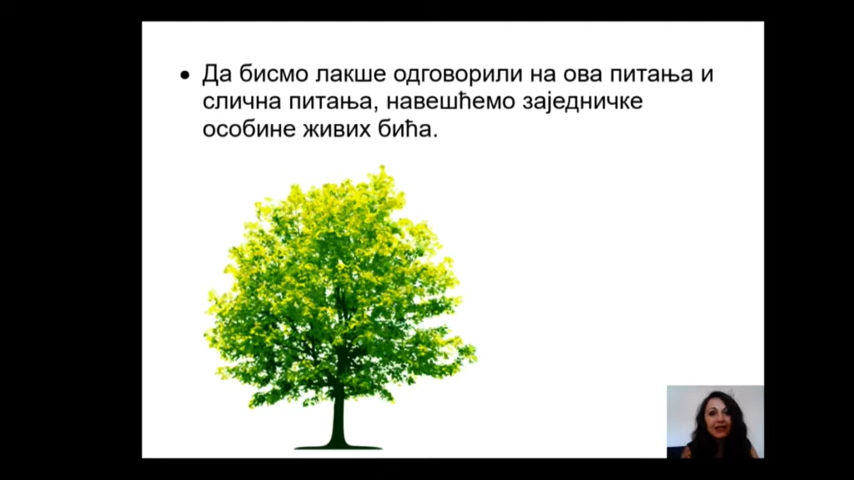 • Да бисмо лакше одговорили на ова питања и
слична питања, навешћемо заједничке
особине живих бића.